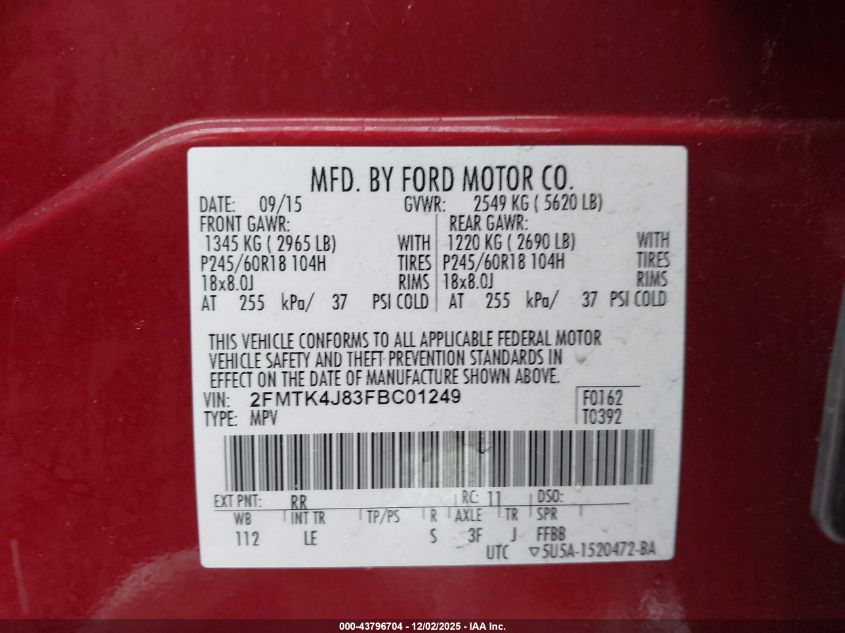 MFD. BY FORD MOTOR CO.
DATE: 09/15 GVWR: 2549 KG ( 5620 LB)
FRONT GAWR: REAR GAWR:
1345 KG ( 2965 LB) WITH 1220 KG ( 2690 LB) WITH
P245/60R18 104H TIRES P245/60R18 104H TIRES
18x8.0J RIMS 18x8.0J RIMS
AT 255 kPa/ 37 PSI COLD AT 255 kPa/ 37 PSI COLD
THIS VEHICLE CONFORMS TO ALL APPLICABLE FEDERAL MOTOR
VEHICLE SAFETY AND THEFT PREVENTION STANDARDS IN
EFFECT ON THE DATE OF MANUFACTURE SHOWN ABOVE.
VIN: 2FMTK4J83FBC01249 F0162
TYPE: MPV T0392
EXT PNT: RR RC: 11 DSO:
WB INT TR TP/PS R AXLE TR SPR
112 LE S 3F J FFBB
UTC ▽5U5A-1520472-BA
000-43796704 - 12/02/2025 - IAA Inc.